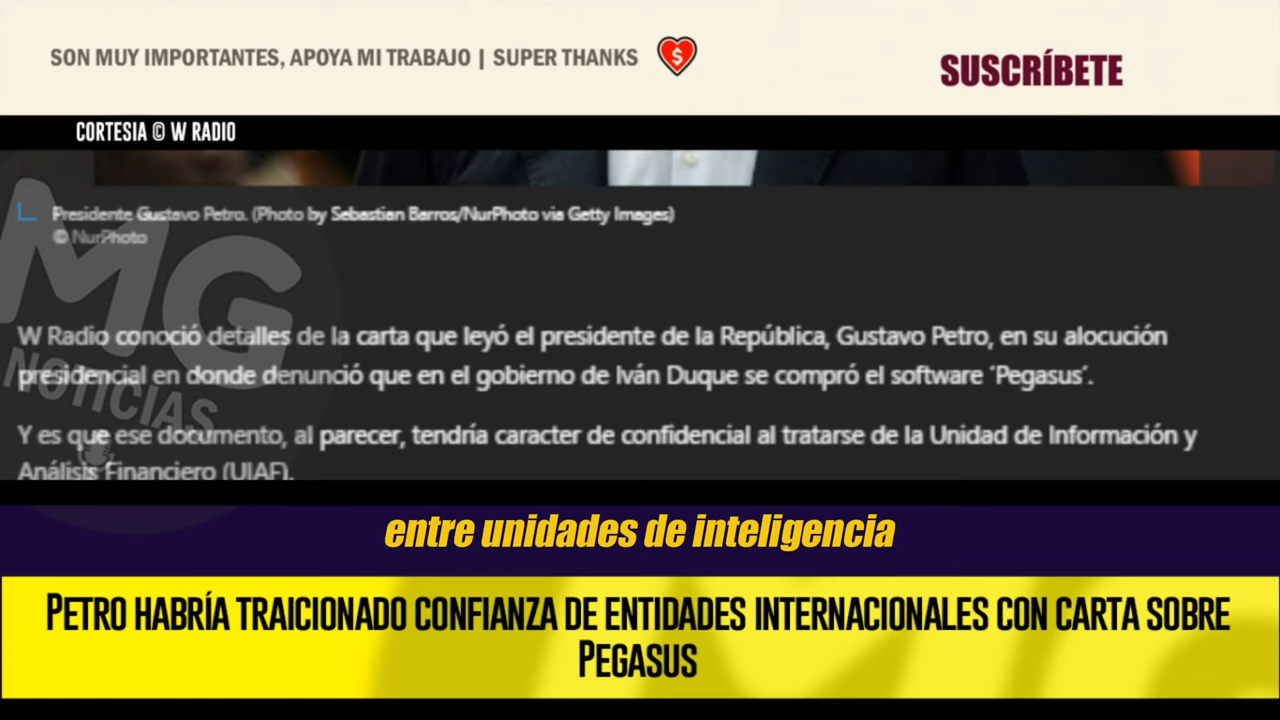 SON MUY IMPORTANTES, APOYA MI TRABAJO | SUPER THANKS
$
SUSCRÍBETE
CORTESIA © W RADIO
Presidente Gustavo Petro. (Photo by Sebastian Barros/NurPhoto via Getty Images)
© NurPhoto
MG
NOTICIAS
W Radio conoció detalles de la carta que leyó el presidente de la República, Gustavo Petro, en su alocución
presidencial en donde denunció que en el gobierno de Iván Duque se compró el software ‘Pegasus’.
Y es que ese documento, al parecer, tendría caracter de confidencial al tratarse de la Unidad de Información y
Análisis Financiero (UIAF).
entre unidades de inteligencia
PETRO HABRÍA TRAICIONADO CONFIANZA DE ENTIDADES INTERNACIONALES CON CARTA SOBRE
PEGASUS